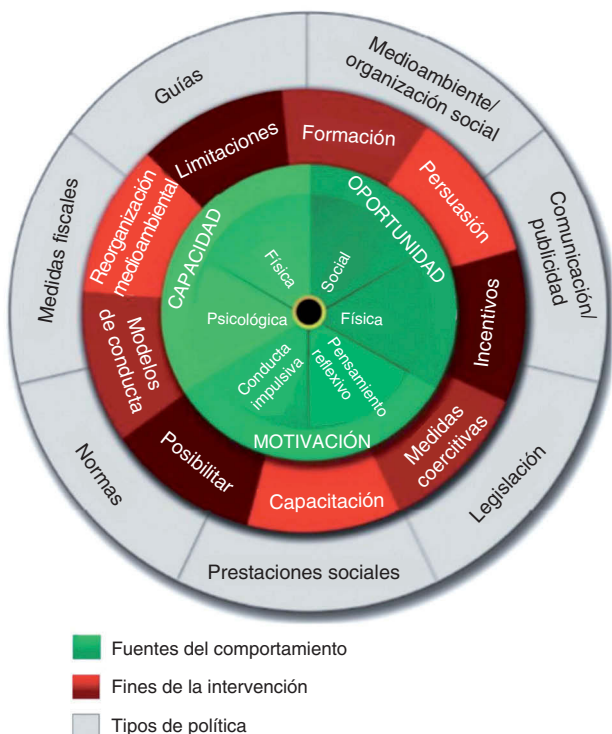 Guías
Medioambiente/
organización social
Comunicación/
publicidad
Legislación
Prestaciones sociales
Normas
Medidas fiscales
Limitaciones
Formación
Persuasión
Incentivos
Medidas
coercitivas
Capacitación
Posibilitar
Modelos
de conducta
Reorganización
medioambiental
CAPACIDAD
OPORTUNIDAD
MOTIVACIÓN
Física
Social
Psicológica
Física
Conducta
impulsiva
Pensamiento
reflexivo
Fuentes del comportamiento
Fines de la intervención
Tipos de política